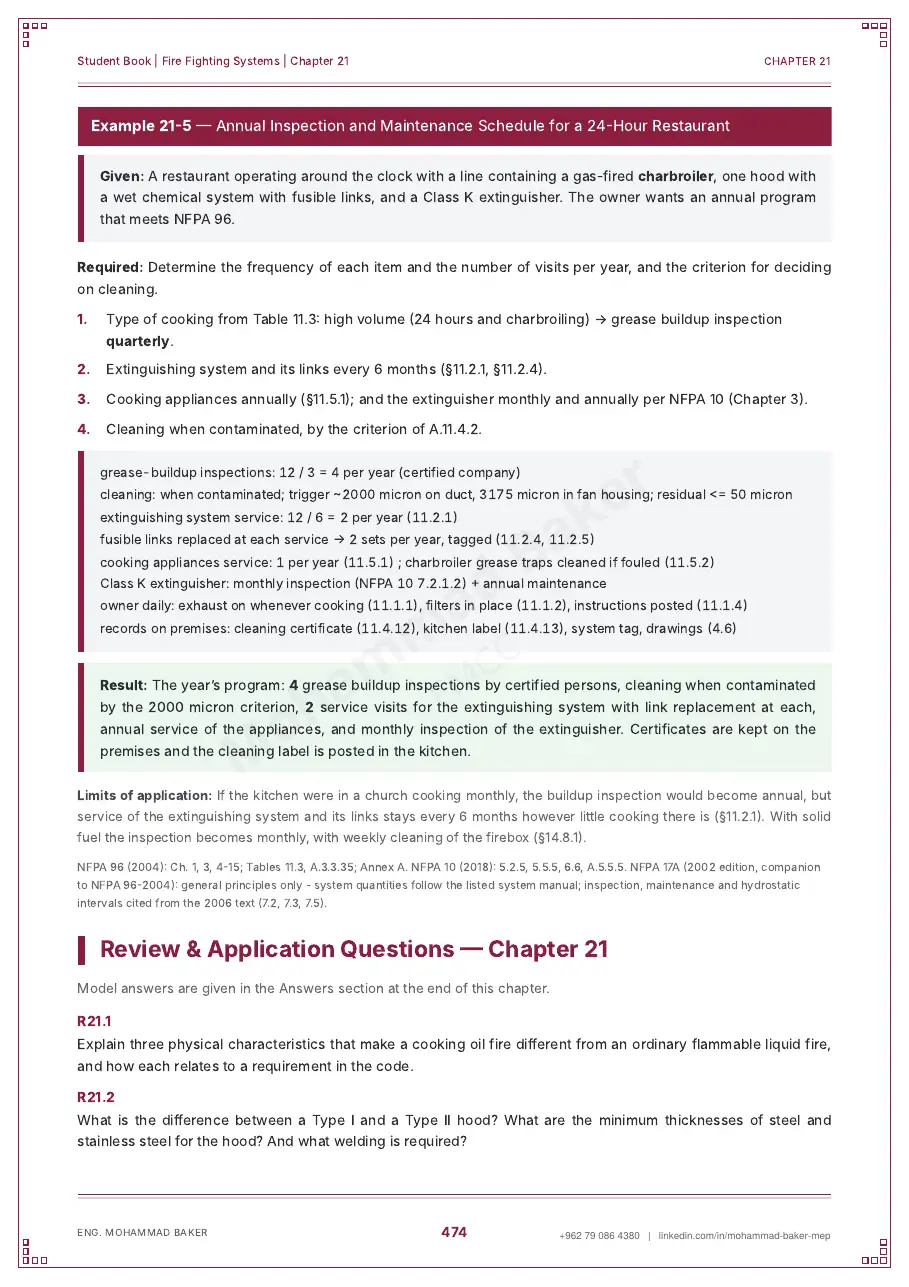 Student Book | Fire Fighting Systems | Chapter 21
CHAPTER 21
Example 21-5 — Annual Inspection and Maintenance Schedule for a 24-Hour Restaurant
Given: A restaurant operating around the clock with a line containing a gas-fired charbroiler, one hood with
a wet chemical system with fusible links, and a Class K extinguisher. The owner wants an annual program
that meets NFPA 96.
Required: Determine the frequency of each item and the number of visits per year, and the criterion for deciding
on cleaning.
1. Type of cooking from Table 11.3: high volume (24 hours and charbroiling) → grease buildup inspection
quarterly.
2. Extinguishing system and its links every 6 months (§11.2.1, §11.2.4).
3. Cooking appliances annually (§11.5.1); and the extinguisher monthly and annually per NFPA 10 (Chapter 3).
4. Cleaning when contaminated, by the criterion of A.11.4.2.
grease-buildup inspections: 12 / 3 = 4 per year (certified company)
cleaning: when contaminated; trigger ~2000 micron on duct, 3175 micron in fan housing; residual <= 50 micron
extinguishing system service: 12 / 6 = 2 per year (11.2.1)
fusible links replaced at each service → 2 sets per year, tagged (11.2.4, 11.2.5)
cooking appliances service: 1 per year (11.5.1) ; charbroiler grease traps cleaned if fouled (11.5.2)
Class K extinguisher: monthly inspection (NFPA 10 7.2.1.2) + annual maintenance
owner daily: exhaust on whenever cooking (11.1.1), filters in place (11.1.2), instructions posted (11.1.4)
records on premises: cleaning certificate (11.4.12), kitchen label (11.4.13), system tag, drawings (4.6)
Result: The year's program: 4 grease buildup inspections by certified persons, cleaning when contaminated
by the 2000 micron criterion, 2 service visits for the extinguishing system with link replacement at each,
annual service of the appliances, and monthly inspection of the extinguisher. Certificates are kept on the
premises and the cleaning label is posted in the kitchen.
Limits of application: If the kitchen were in a church cooking monthly, the buildup inspection would become annual, but
service of the extinguishing system and its links stays every 6 months however little cooking there is (§11.2.1). With solid
fuel the inspection becomes monthly, with weekly cleaning of the firebox (§14.8.1).
NFPA 96 (2004): Ch. 1, 3, 4-15; Tables 11.3, A.3.3.35; Annex A. NFPA 10 (2018): 5.2.5, 5.5.5, 6.6, A.5.5.5. NFPA 17A (2002 edition, companion
to NFPA 96-2004): general principles only - system quantities follow the listed system manual; inspection, maintenance and hydrostatic
intervals cited from the 2006 text (7.2, 7.3, 7.5).
Review & Application Questions — Chapter 21
Model answers are given in the Answers section at the end of this chapter.
R21.1
Explain three physical characteristics that make a cooking oil fire different from an ordinary flammable liquid fire,
and how each relates to a requirement in the code.
R21.2
What is the difference between a Type I and a Type II hood? What are the minimum thicknesses of steel and
stainless steel for the hood? And what welding is required?
ENG. MOHAMMAD BAKER
474
+962 79 086 4380 | linkedin.com/in/mohammad-baker-mep